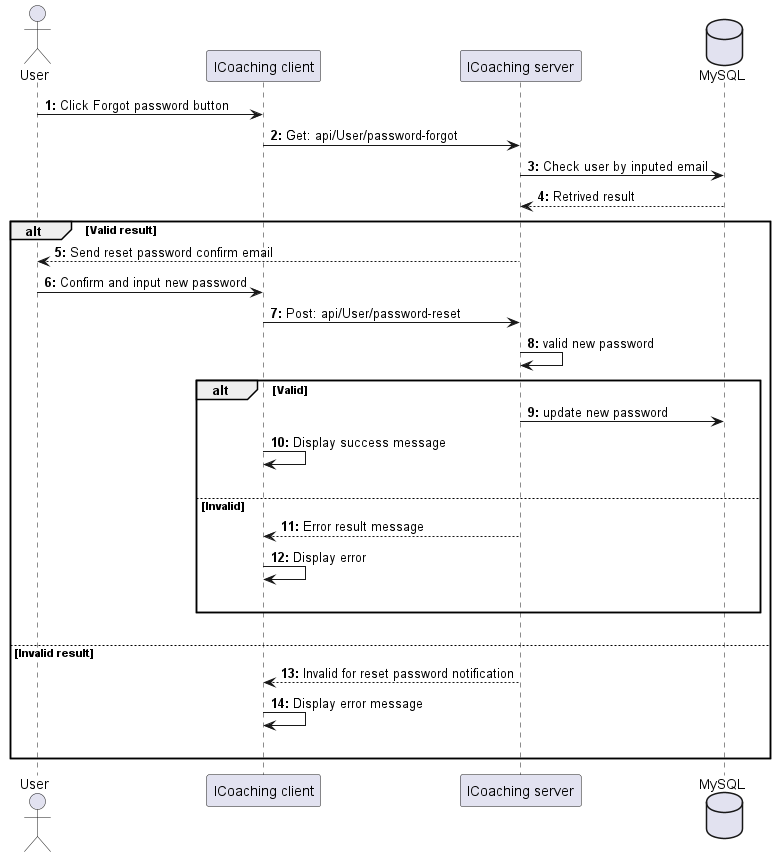 User
ICoaching client
ICoaching server
MySQL
1: Click Forgot password button
2: Get: api/User/password-forgot
3: Check user by inputed email
4: Retrived result
alt [Valid result]
5: Send reset password confirm email
6: Confirm and input new password
7: Post: api/User/password-reset
8: valid new password
alt [Valid]
9: update new password
10: Display success message
[Invalid]
11: Error result message
12: Display error
[Invalid result]
13: Invalid for reset password notification
14: Display error message
User
ICoaching client
ICoaching server
MySQL